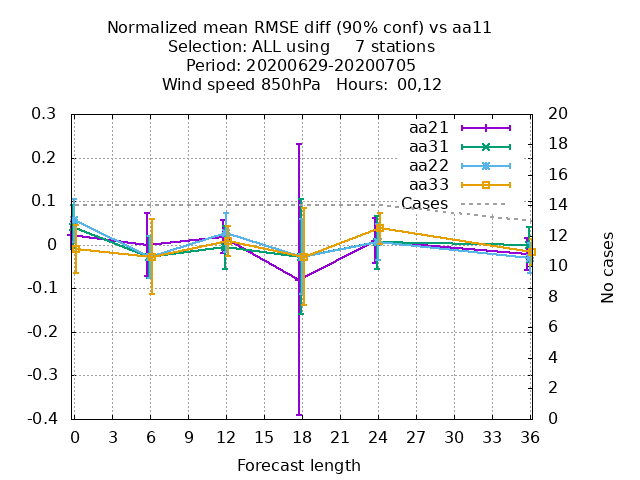 Normalized mean RMSE diff (90% conf) vs aa11
Selection: ALL using 7 stations
Period: 20200629-20200705
Wind speed 850hPa Hours: 00,12
0.3
0.2
0.1
0
-0.1
-0.2
-0.3
-0.4
aa21
aa31
aa22
aa33
Cases
20
18
16
14
12
10
8
6
4
2
0
No cases
0 3 6 9 12 15 18 21 24 27 30 33 36
Forecast length